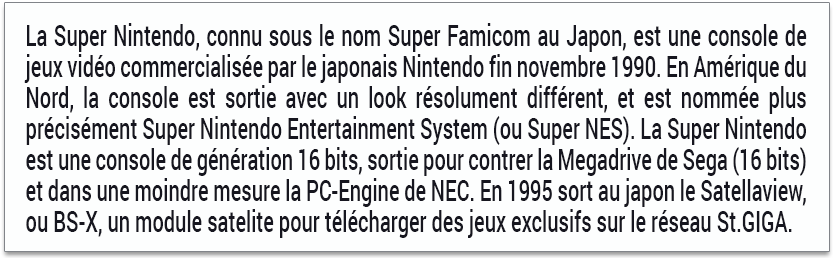 La Super Nintendo, connu sous le nom Super Famicom au Japon, est une console de
jeux vidéo commercialisée par le japonais Nintendo fin novembre 1990. En Amérique du
Nord, la console est sortie avec un look résolument différent, et est nommée plus
précisément Super Nintendo Entertainment System (ou Super NES). La Super Nintendo
est une console de génération 16 bits, sortie pour contrer la Megadrive de Sega (16 bits)
et dans une moindre mesure la PC-Engine de NEC. En 1995 sort au japon le Satellaview,
ou BS-X, un module satelite pour télécharger des jeux exclusifs sur le réseau St.GIGA.